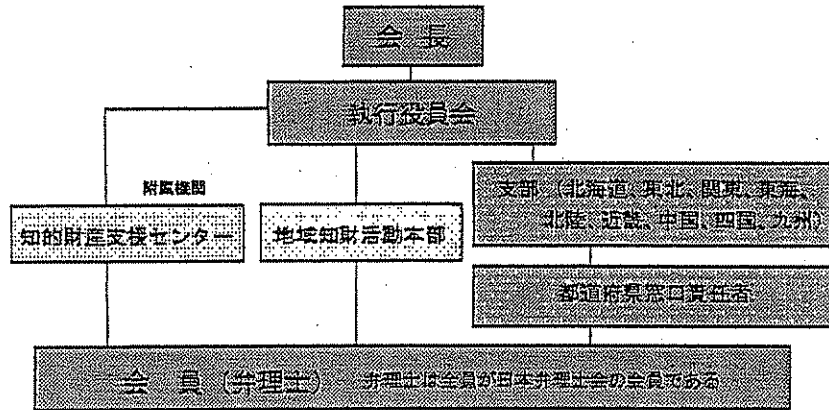 会 長
執行役員会
附属機関
知的財産支援センター
地域知財活動本部
支部（北海道、東北、関東、東海、
北陸、近畿、中国、四国、九州）
都道府県窓口責任者
会 員（弁理士） 弁理士は全員が日本弁理士会の会員である